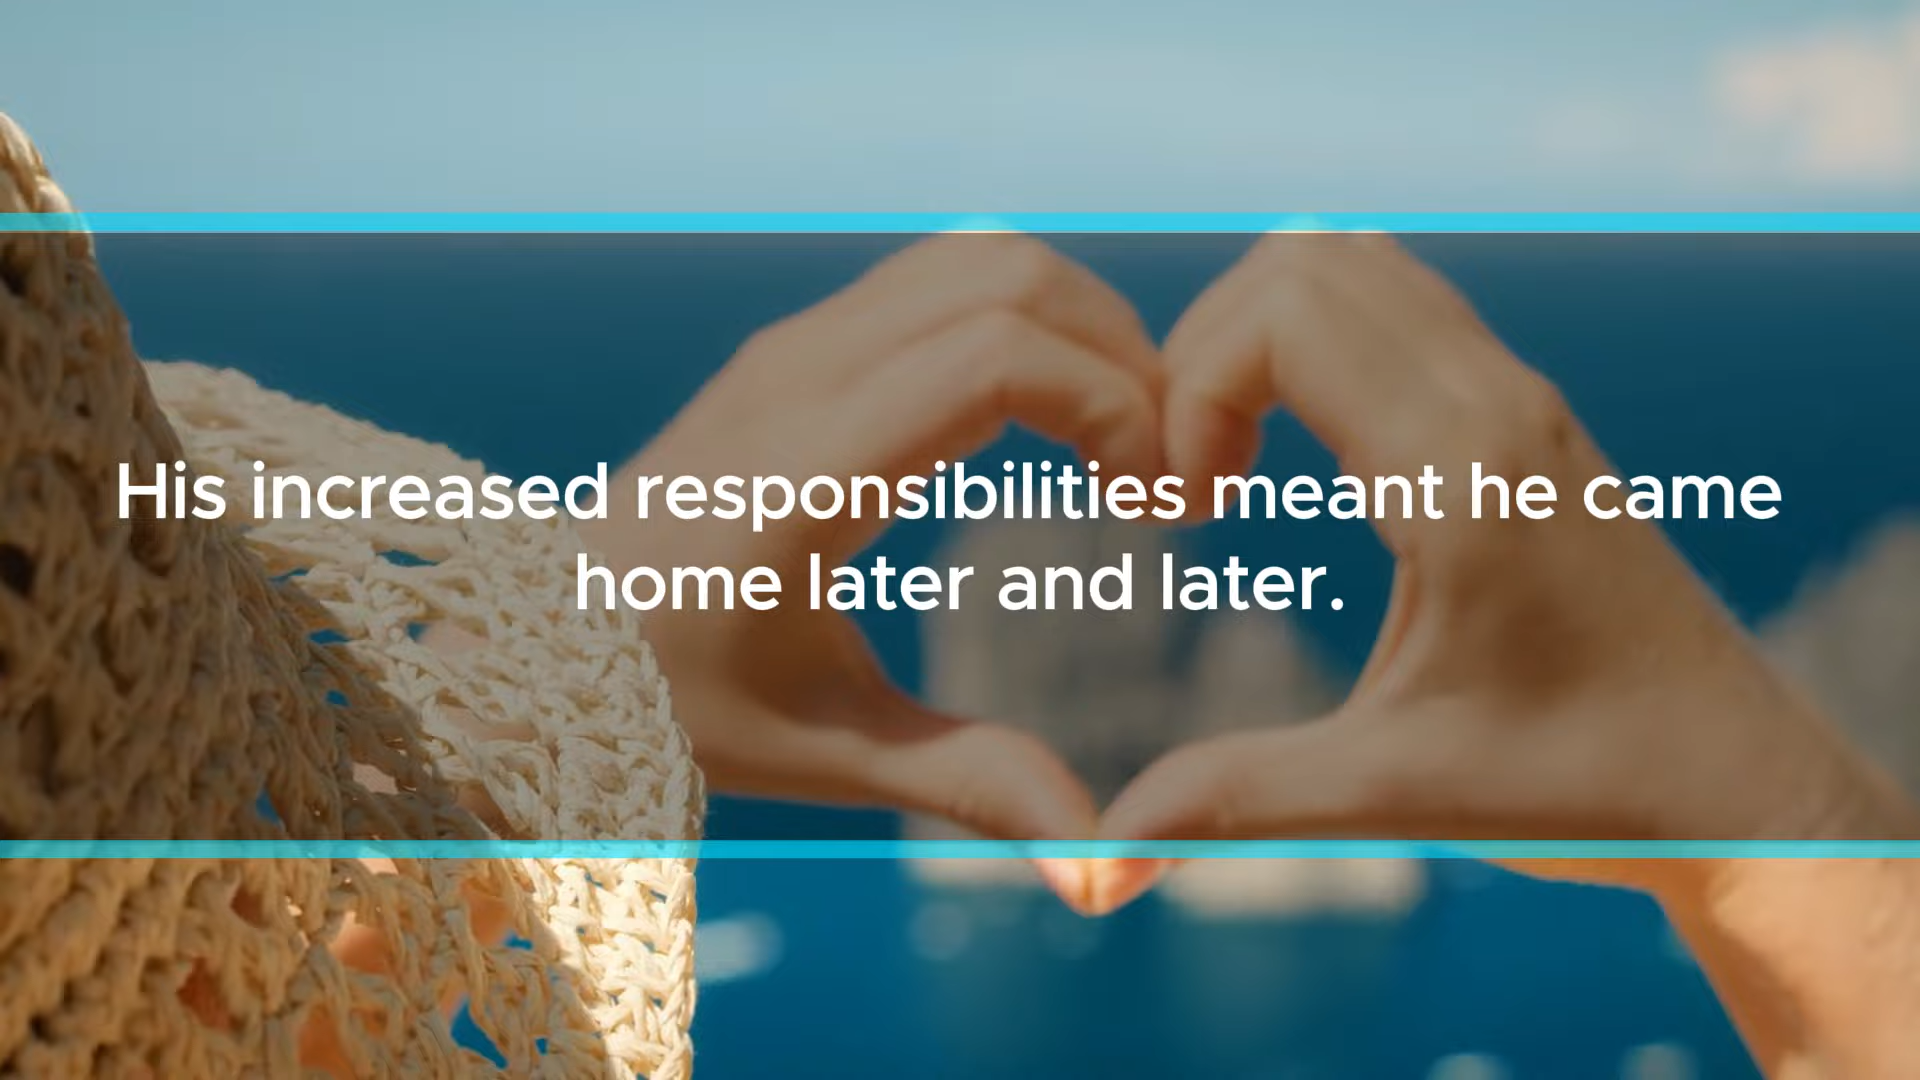 His increased responsibilities meant he came
home later and later.